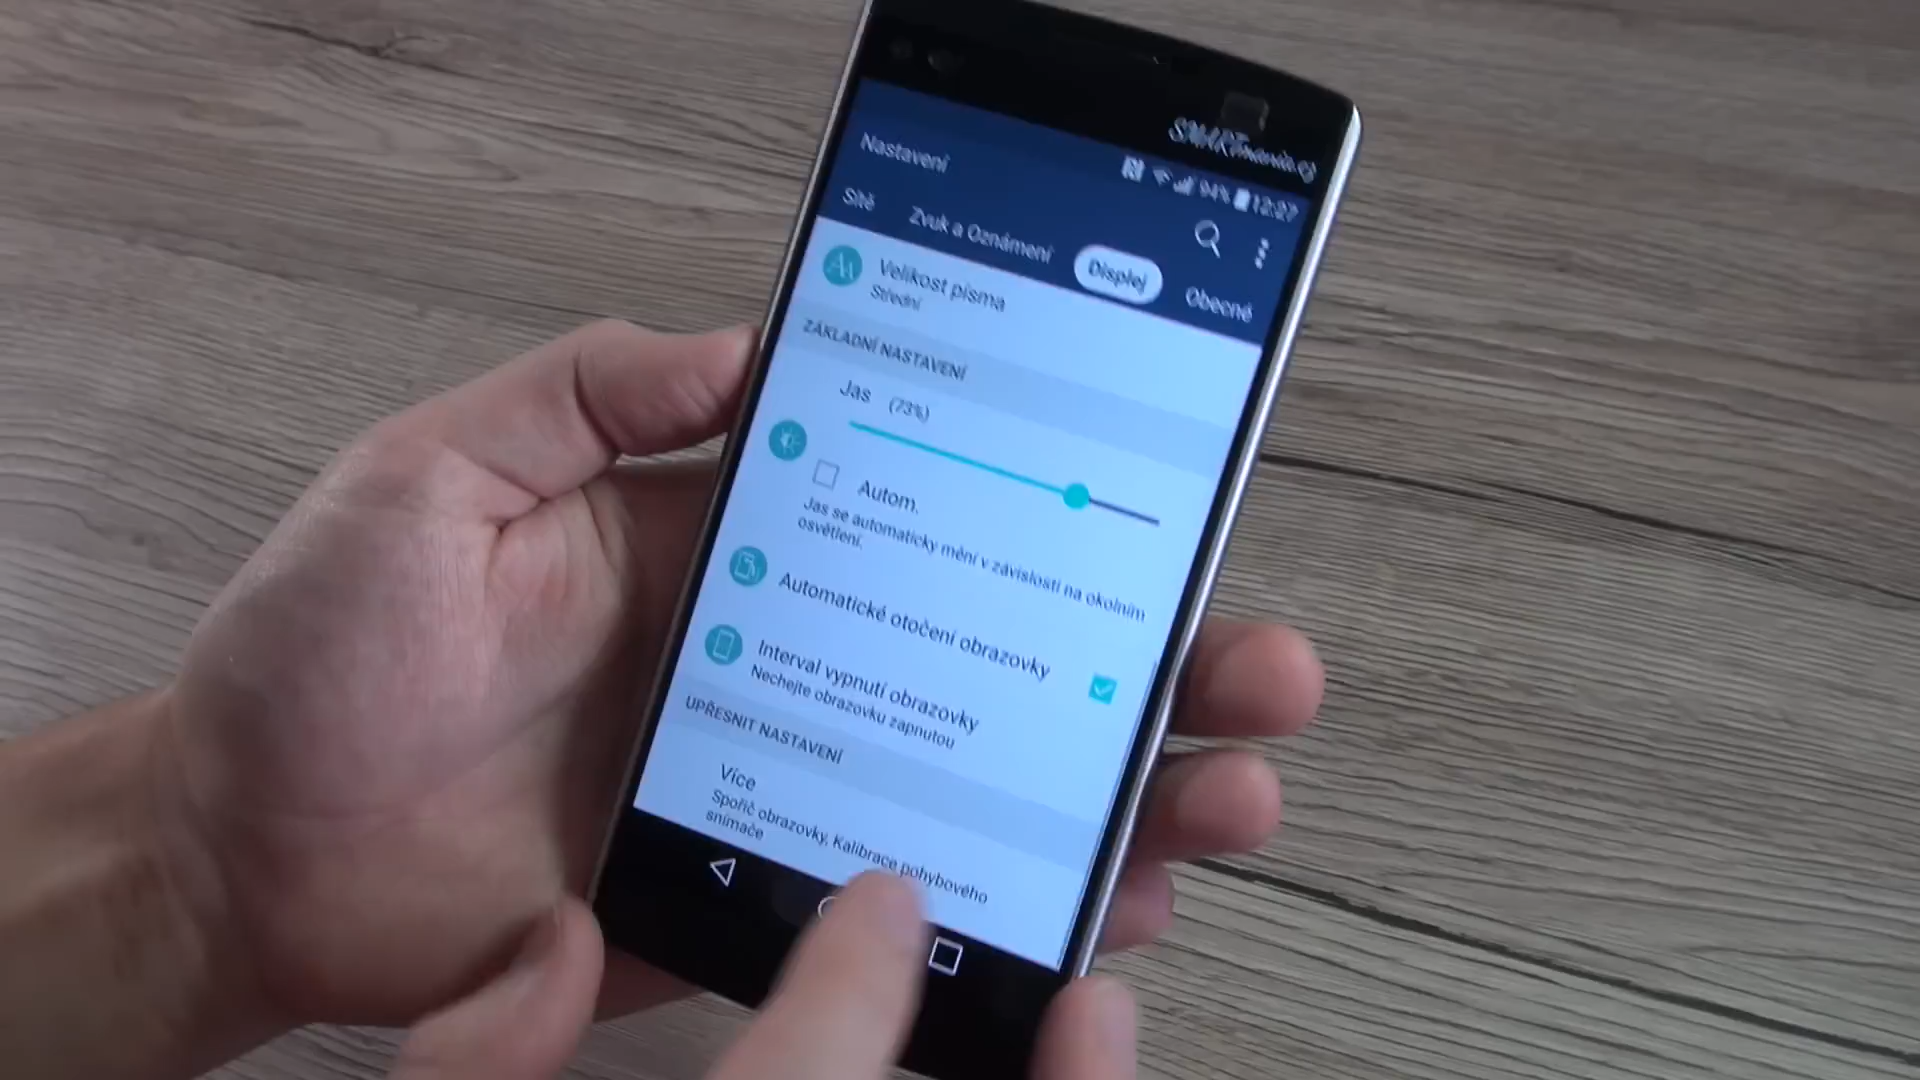 SMARTmania.cz
94% 12:27
Nastavení
Sítě Zvuk a Oznámení Displej Obecné
Velikost písma
Střední
ZÁKLADNÍ NASTAVENÍ
Jas (73%)
Autom.
Jas se automaticky mění v závislosti na okolním
osvětlení.
Automatické otočení obrazovky
Interval vypnutí obrazovky
Nechejte obrazovku zapnutou
UPŘESNIT NASTAVENÍ
Více
Spořič obrazovky, Kalibrace pohybového
snímače